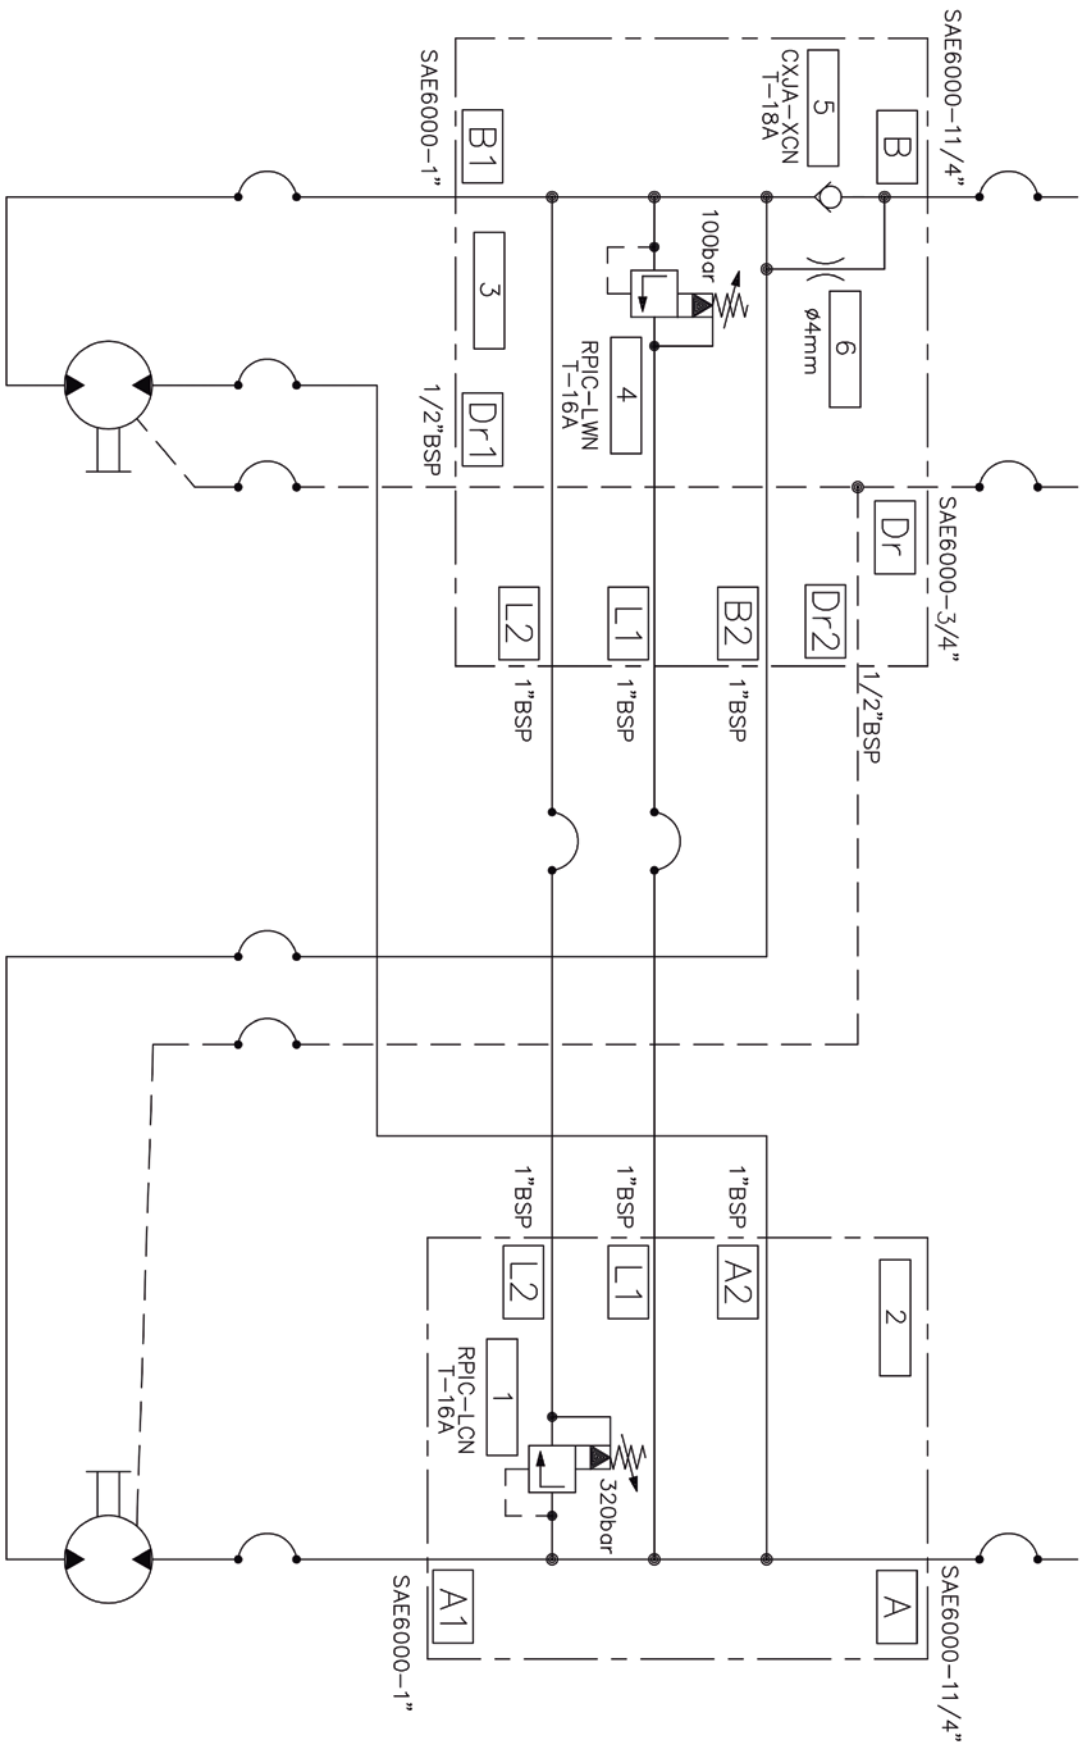 SAE6000-11/4"
B
5
CXJA-XCN
T-18A
B1
SAE6000-1"
6
ø4mm
100bar
4
RPIC-LWN
T-16A
3
Dr1
1/2"BSP
SAE6000-3/4"
Dr
Dr2
1/2"BSP
B2
1"BSP
L1
1"BSP
L2
1"BSP
1"BSP
A2
1"BSP
L1
1"BSP
L2
2
1
RPIC-LCN
T-16A
320bar
SAE6000-11/4"
A
A1
SAE6000-1"